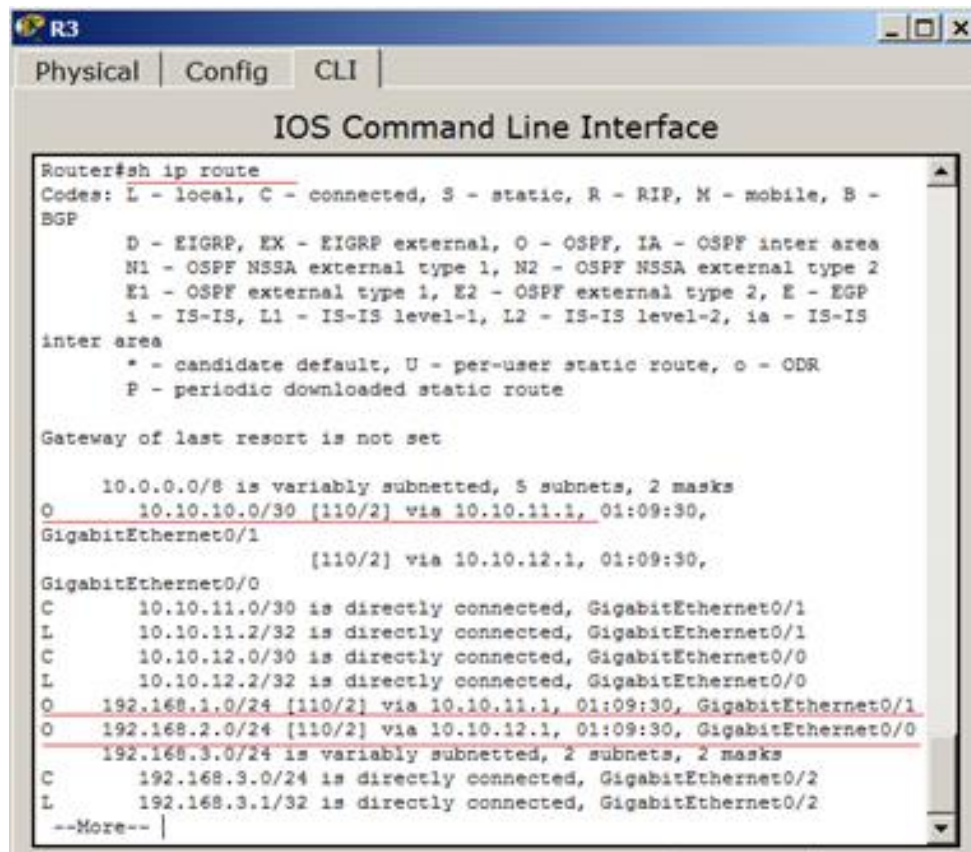 R3
Physical Config CLI
IOS Command Line Interface
Router#sh ip route
Codes: L - local, C - connected, S - static, R - RIP, M - mobile, B -
BGP
D - EIGRP, EX - EIGRP external, O - OSPF, IA - OSPF inter area
N1 - OSPF NSSA external type 1, N2 - OSPF NSSA external type 2
E1 - OSPF external type 1, E2 - OSPF external type 2, E - EGP
i - IS-IS, L1 - IS-IS level-1, L2 - IS-IS level-2, ia - IS-IS
inter area
* - candidate default, U - per-user static route, o - ODR
P - periodic downloaded static route
Gateway of last resort is not set
10.0.0.0/8 is variably subnetted, 5 subnets, 2 masks
O 10.10.10.0/30 [110/2] via 10.10.11.1, 01:09:30,
GigabitEthernet0/1
[110/2] via 10.10.12.1, 01:09:30,
GigabitEthernet0/0
C 10.10.11.0/30 is directly connected, GigabitEthernet0/1
L 10.10.11.2/32 is directly connected, GigabitEthernet0/1
C 10.10.12.0/30 is directly connected, GigabitEthernet0/0
L 10.10.12.2/32 is directly connected, GigabitEthernet0/0
O 192.168.1.0/24 [110/2] via 10.10.11.1, 01:09:30, GigabitEthernet0/1
O 192.168.2.0/24 [110/2] via 10.10.12.1, 01:09:30, GigabitEthernet0/0
192.168.3.0/24 is variably subnetted, 2 subnets, 2 masks
C 192.168.3.0/24 is directly connected, GigabitEthernet0/2
L 192.168.3.1/32 is directly connected, GigabitEthernet0/2
--More--